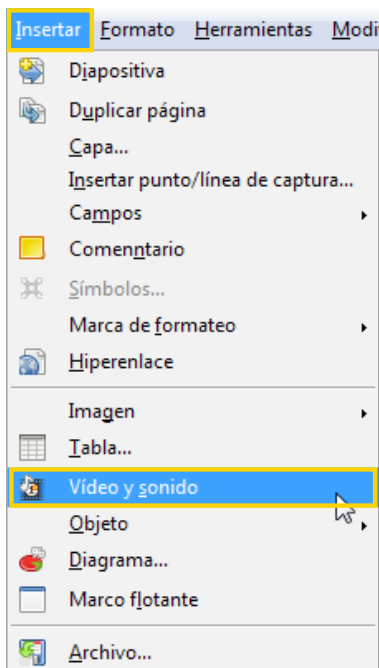 Insertar Formato Herramientas Modi
Diapositiva
Duplicar página
Capa...
Insertar punto/línea de captura...
Campos
Comenntario
Símbolos...
Marca de formateo
Hiperenlace
Imagen
Tabla...
Vídeo y sonido
Objeto
Diagrama...
Marco flotante
Archivo...